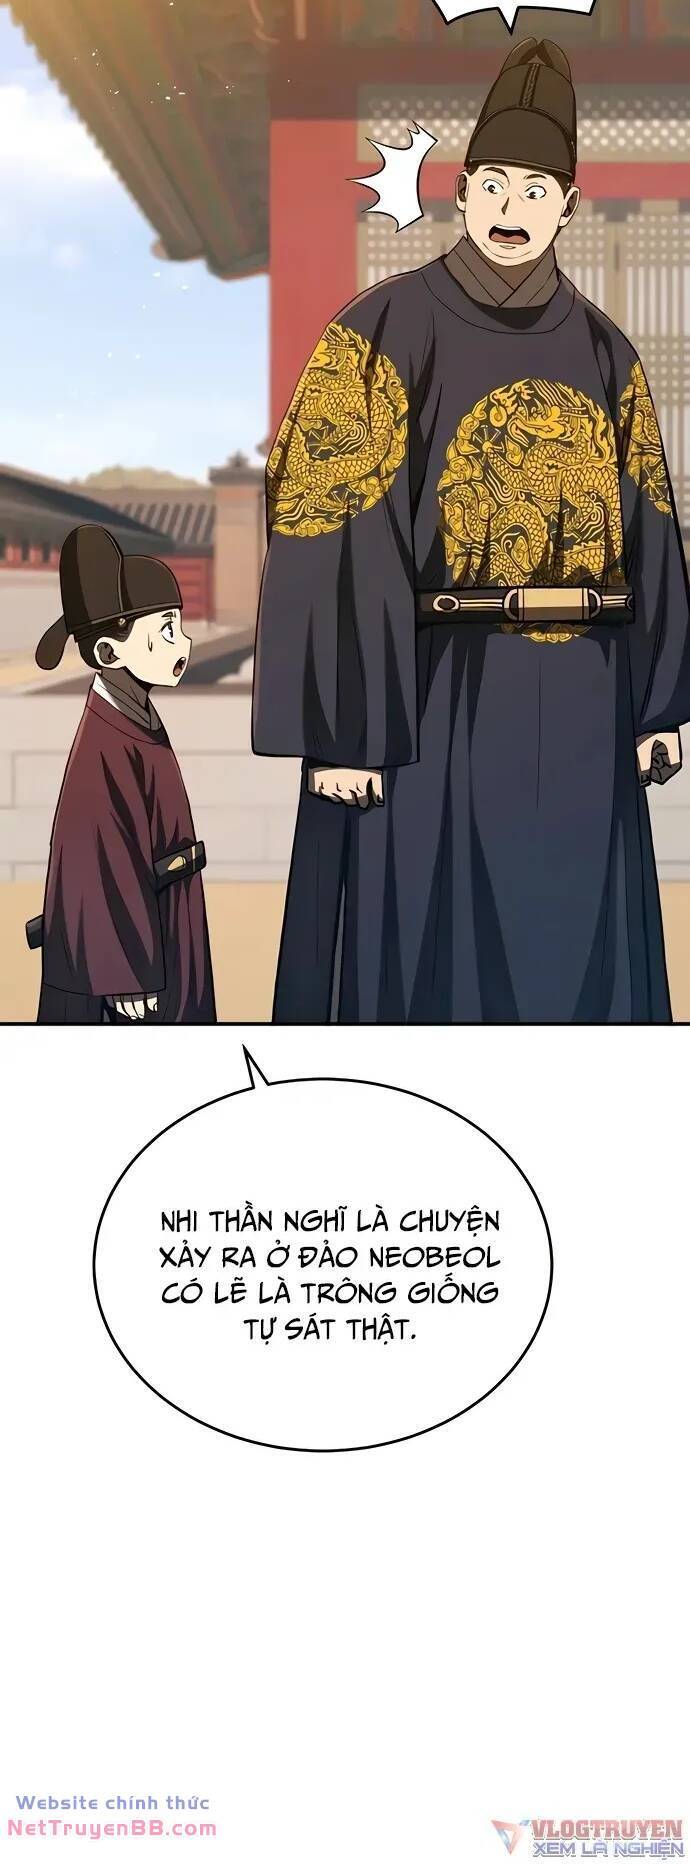 NHI THẦN NGHĨ LÀ CHUYỆN
XẢY RA Ở ĐẢO NEOBEOL
CÓ LẼ LÀ TRÔNG GIỐNG
TỰ SÁT THẬT.
Website chính thức
NetTruyenBB.com
VLOGTRUYEN
XEM LÀ NGHIỆN